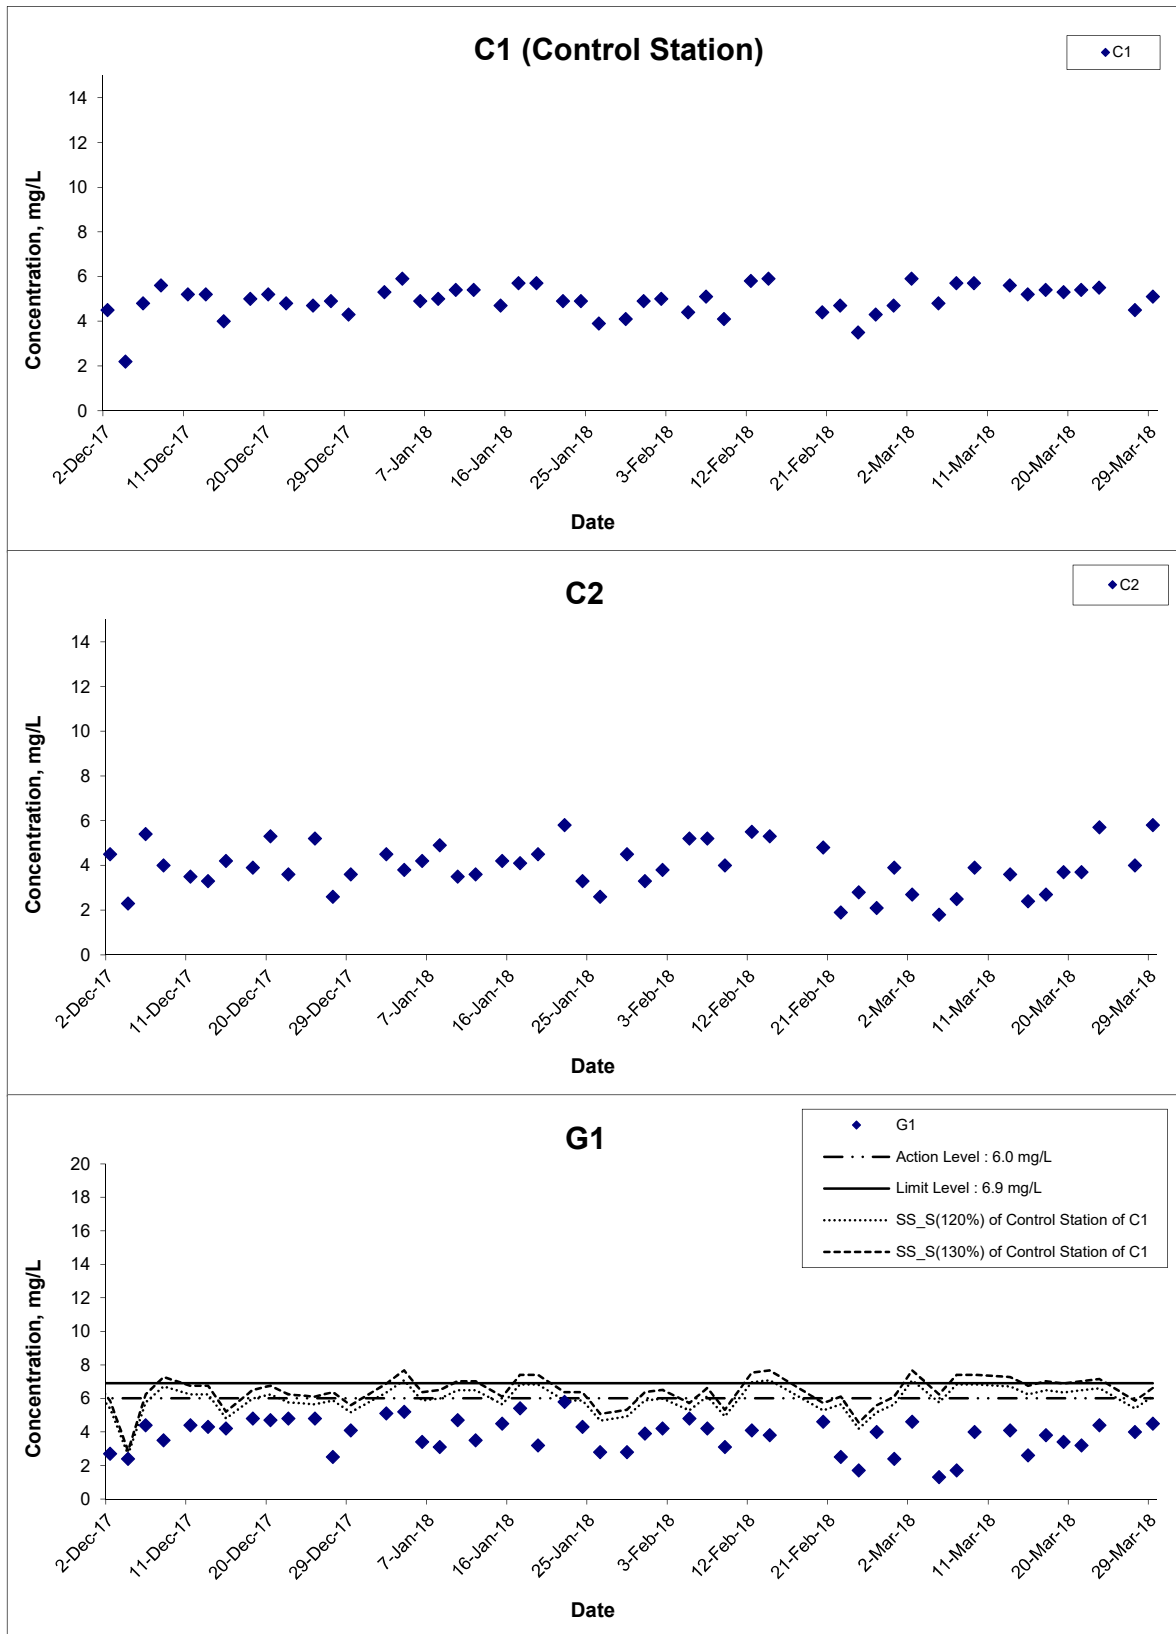 C1 (Control Station)
C1
Concentration, mg/L
14
12
10
8
6
4
2
0
2-Dec-17
11-Dec-17
20-Dec-17
29-Dec-17
7-Jan-18
16-Jan-18
25-Jan-18
3-Feb-18
12-Feb-18
21-Feb-18
2-Mar-18
11-Mar-18
20-Mar-18
29-Mar-18
Date
C2
C2
Concentration, mg/L
14
12
10
8
6
4
2
0
2-Dec-17
11-Dec-17
20-Dec-17
29-Dec-17
7-Jan-18
16-Jan-18
25-Jan-18
3-Feb-18
12-Feb-18
21-Feb-18
2-Mar-18
11-Mar-18
20-Mar-18
29-Mar-18
Date
G1
G1
Action Level : 6.0 mg/L
Limit Level : 6.9 mg/L
SS_S(120%) of Control Station of C1
SS_S(130%) of Control Station of C1
Concentration, mg/L
20
18
16
14
12
10
8
6
4
2
0
2-Dec-17
11-Dec-17
20-Dec-17
29-Dec-17
7-Jan-18
16-Jan-18
25-Jan-18
3-Feb-18
12-Feb-18
21-Feb-18
2-Mar-18
11-Mar-18
20-Mar-18
29-Mar-18
Date